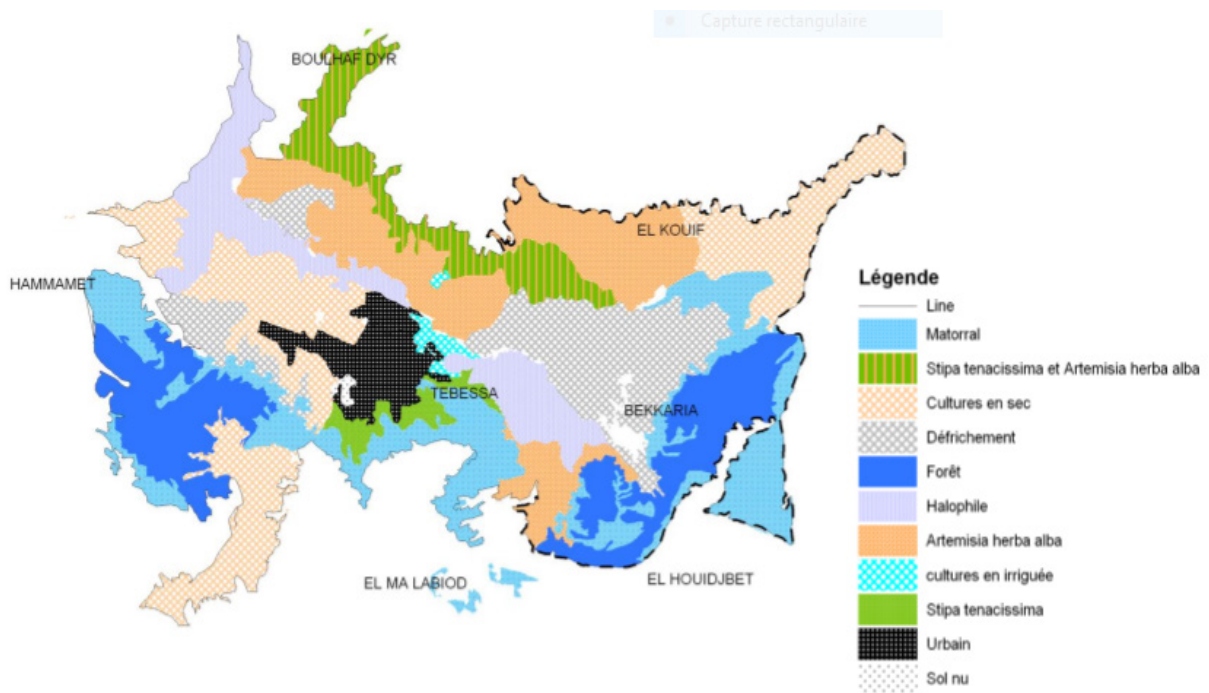 Capture rectangulaire
BOULHAF DYR
EL KOUIF
HAMMAMET
TEBESSA
BEKKARIA
EL MA LABIOD
EL HOUIDJBET
Légende
Line
Matorral
Stipa tenacissima et Artemisia herba alba
Cultures en sec
Défrichement
Forêt
Halophile
Artemisia herba alba
cultures en irriguée
Stipa tenacissima
Urbain
Sol nu